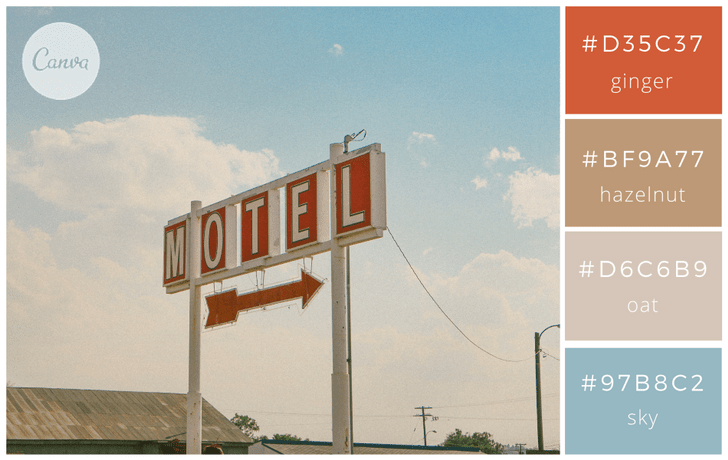 Canva
MOTEL
#D35C37
ginger
#BF9A77
hazelnut
#D6C6B9
oat
#97B8C2
sky